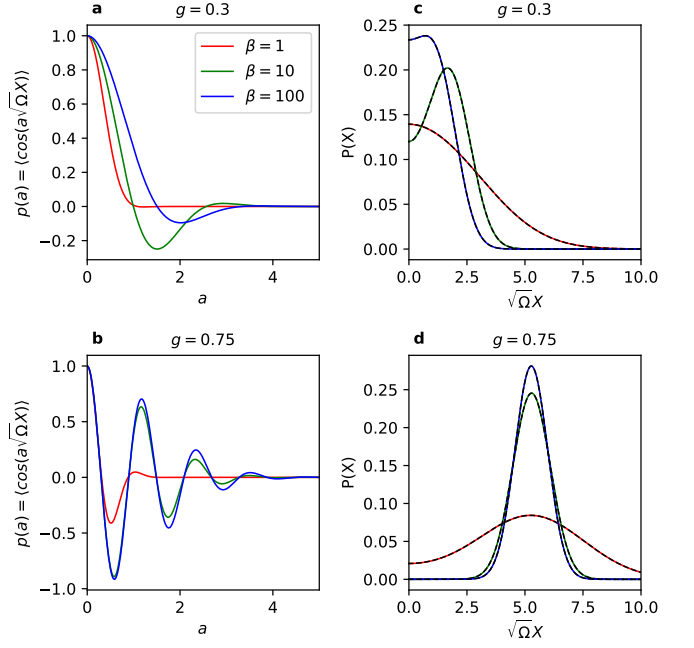 a
g = 0.3
p(a) = ⟨cos(a√ΩX)⟩
1.0
0.8
0.6
0.4
0.2
0.0
−0.2
β = 1
β = 10
β = 100
0
2
4
a
c
g = 0.3
P(X)
0.25
0.20
0.15
0.10
0.05
0.00
0.0
2.5
5.0
7.5
10.0
√ΩX
b
g = 0.75
p(a) = ⟨cos(a√ΩX)⟩
1.0
0.5
0.0
−0.5
−1.0
0
2
4
a
d
g = 0.75
P(X)
0.25
0.20
0.15
0.10
0.05
0.00
0.0
2.5
5.0
7.5
10.0
√ΩX